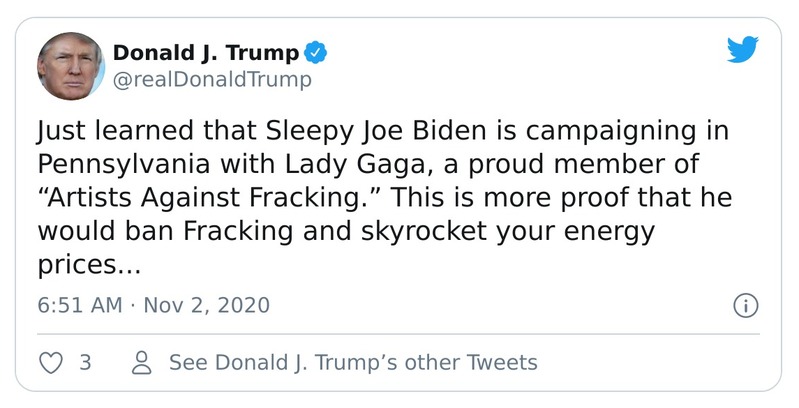 Donald J. Trump
@realDonaldTrump
Just learned that Sleepy Joe Biden is campaigning in
Pennsylvania with Lady Gaga, a proud member of
“Artists Against Fracking.” This is more proof that he
would ban Fracking and skyrocket your energy
prices...
6:51 AM · Nov 2, 2020
3 See Donald J. Trump’s other Tweets